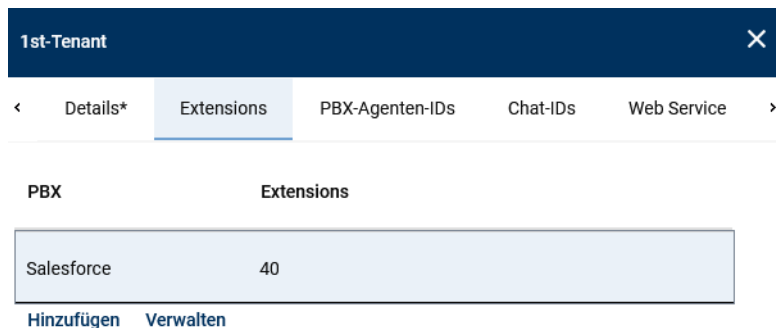 1st-Tenant
Details* Extensions PBX-Agenten-IDs Chat-IDs Web Service
PBX Extensions
Salesforce 40
Hinzufügen Verwalten